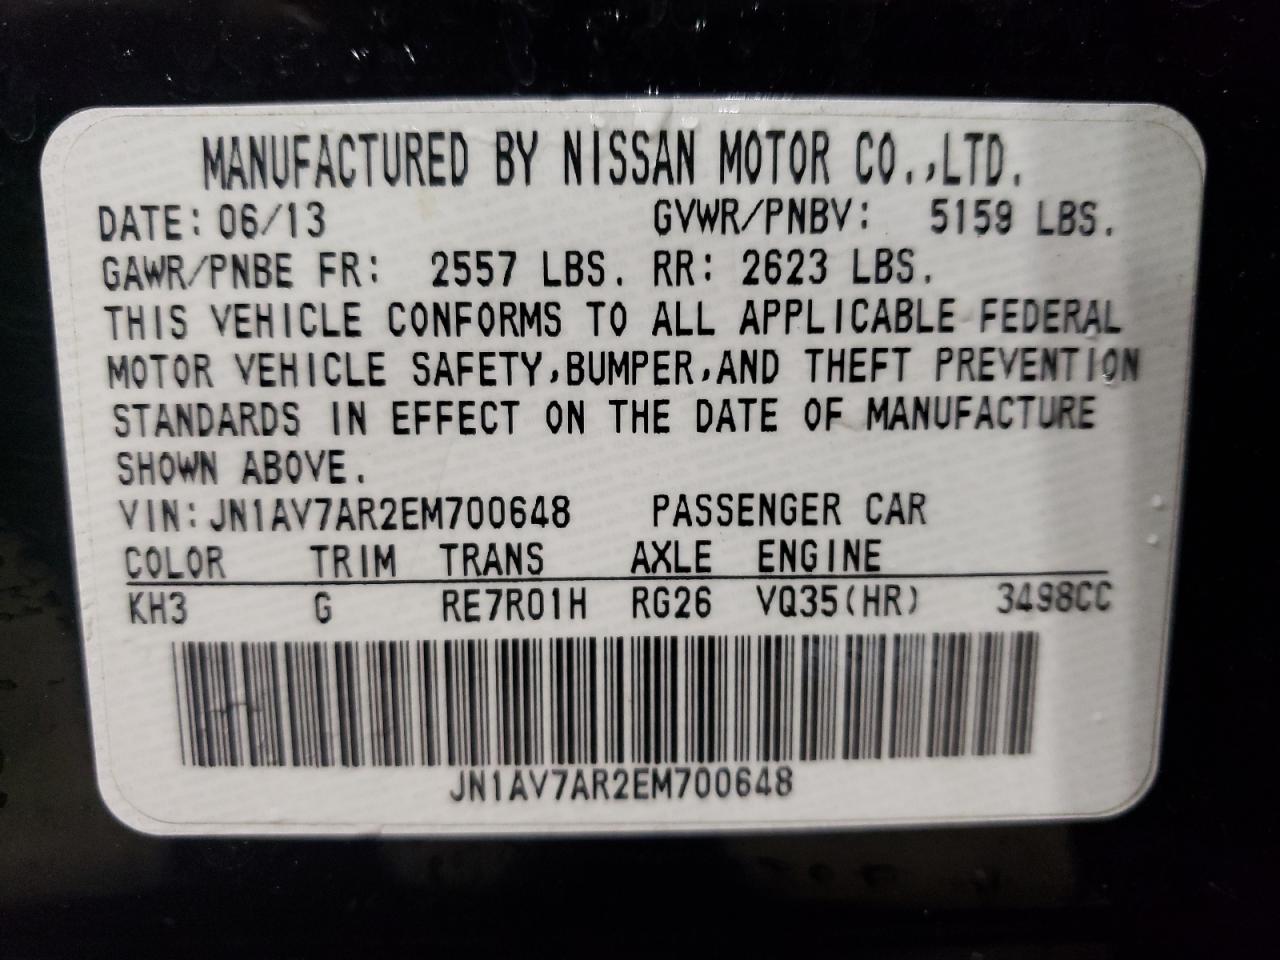 MANUFACTURED BY NISSAN MOTOR CO.,LTD.
DATE: 06/13 GVWR/PNBV: 5159 LBS.
GAWR/PNBE FR: 2557 LBS. RR: 2623 LBS.
THIS VEHICLE CONFORMS TO ALL APPLICABLE FEDERAL
MOTOR VEHICLE SAFETY,BUMPER,AND THEFT PREVENTION
STANDARDS IN EFFECT ON THE DATE OF MANUFACTURE
SHOWN ABOVE.
VIN: JN1AV7AR2EM700648 PASSENGER CAR
COLOR TRIM TRANS AXLE ENGINE
KH3 G RE7R01H RG26 VQ35(HR) 3498CC
JN1AV7AR2EM700648